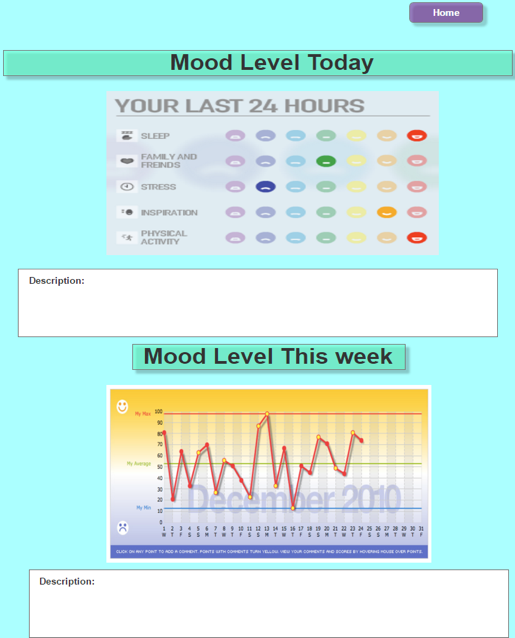 Home
Mood Level Today
YOUR LAST 24 HOURS
SLEEP
FAMILY AND
FREINDS
STRESS
INSPIRATION
PHYSICAL
ACTIVITY
Description:
Mood Level This week
My Max
My Average
My Min
100
90
80
70
60
50
40
30
20
10
0
December 2010
1 2 3 4 5 6 7 8 9 10 11 12 13 14 15 16 17 18 19 20 21 22 23 24 25 26 27 28 29 30 31
W T F S S M T W T F S S M T W T F S S M T W T F S S M T W T F
CLICK ON ANY POINT TO ADD A COMMENT. POINTS WITH COMMENTS TURN YELLOW. VIEW YOUR COMMENTS AND SCORES BY HOVERING MOUSE OVER POINTS.
Description: